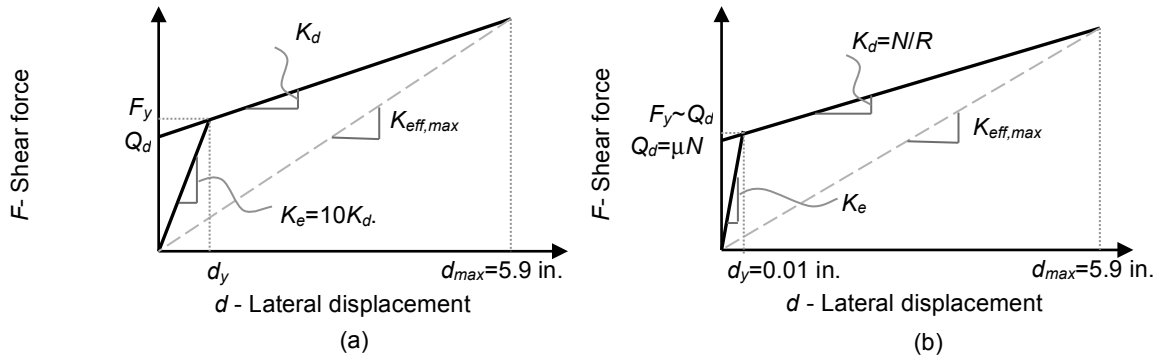 F- Shear force
K_d
F_y
Q_d
K_eff,max
K_e=10K_d.
d_y
d_max=5.9 in.
d - Lateral displacement
(a)
F- Shear force
K_d=N/R
F_y~Q_d
Q_d=μN
K_eff,max
K_e
d_y=0.01 in.
d_max=5.9 in.
d - Lateral displacement
(b)